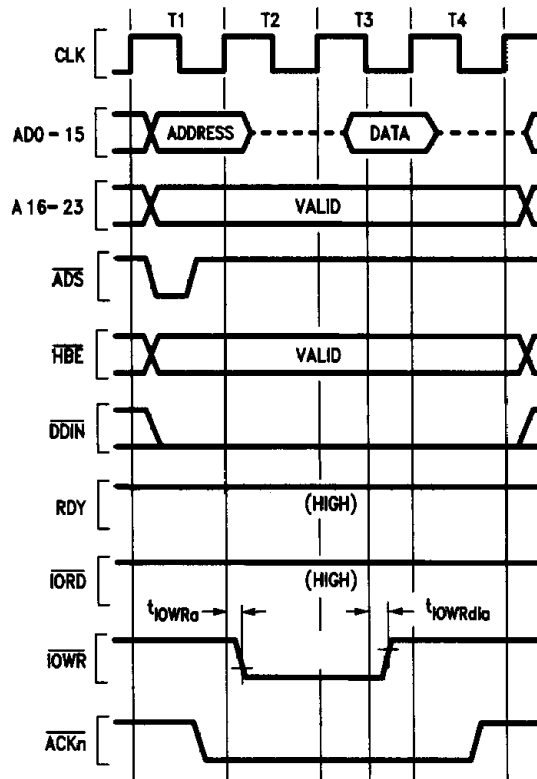 T1 T2 T3 T4
CLK
AD0-15 ADDRESS DATA
A16-23 VALID
ADS
HBE VALID
DDIN
RDY (HIGH)
IORD (HIGH)
tIOWRa tIOWRdia
IOWR
ACKn